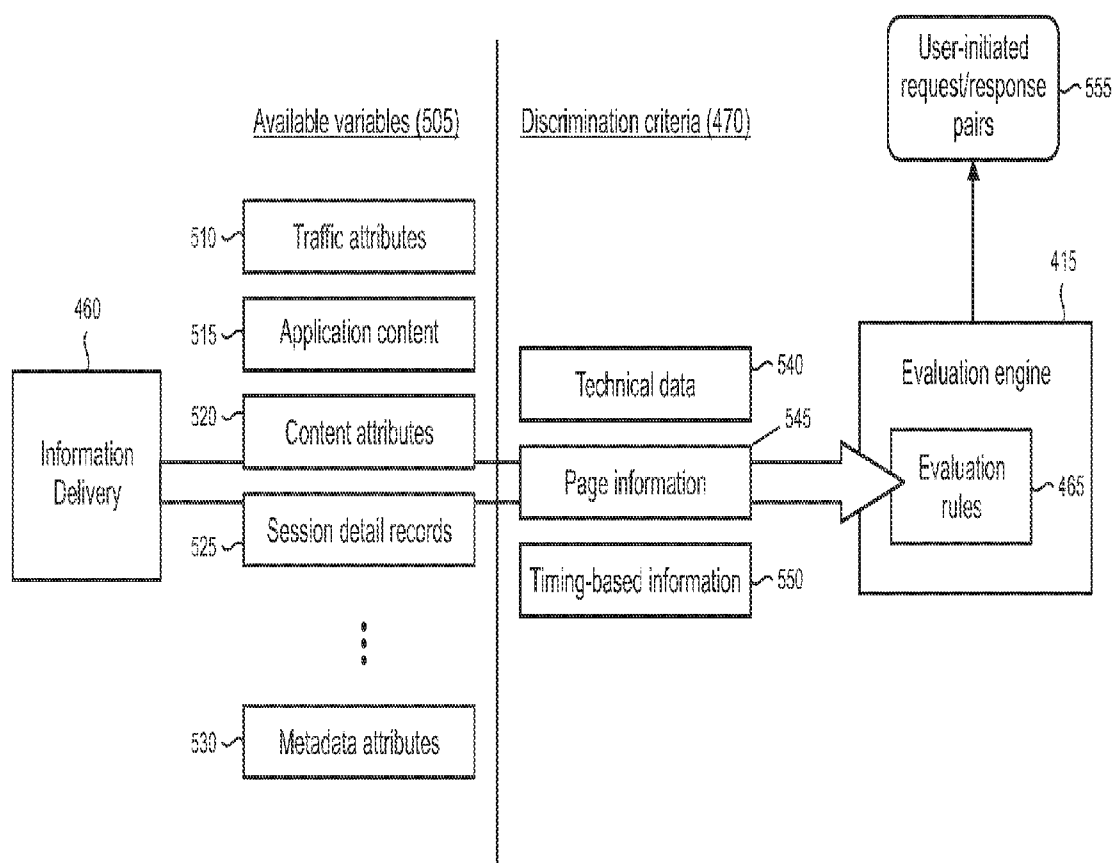 User-initiated
request/response
pairs
555
Available variables (505)
Discrimination criteria (470)
510
Traffic attributes
415
460
515
Application content
Evaluation engine
540
Technical data
520
Content attributes
545
Information
Delivery
Page information
Evaluation
rules
465
525
Session detail records
Timing-based information
550
530
Metadata attributes